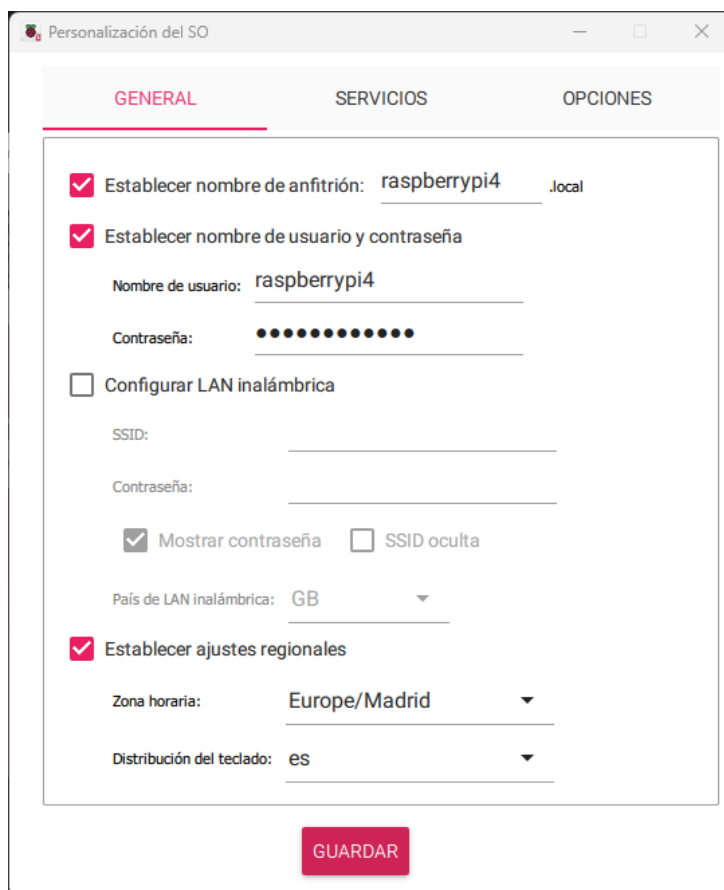 Personalización del SO
GENERAL SERVICIOS OPCIONES
Establecer nombre de anfitrión: raspberrypi4 .local
Establecer nombre de usuario y contraseña
Nombre de usuario: raspberrypi4
Contraseña: ●●●●●●●●●●●●
Configurar LAN inalámbrica
SSID:
Contraseña:
Mostrar contraseña SSID oculta
País de LAN inalámbrica: GB
Establecer ajustes regionales
Zona horaria: Europe/Madrid
Distribución del teclado: es
GUARDAR